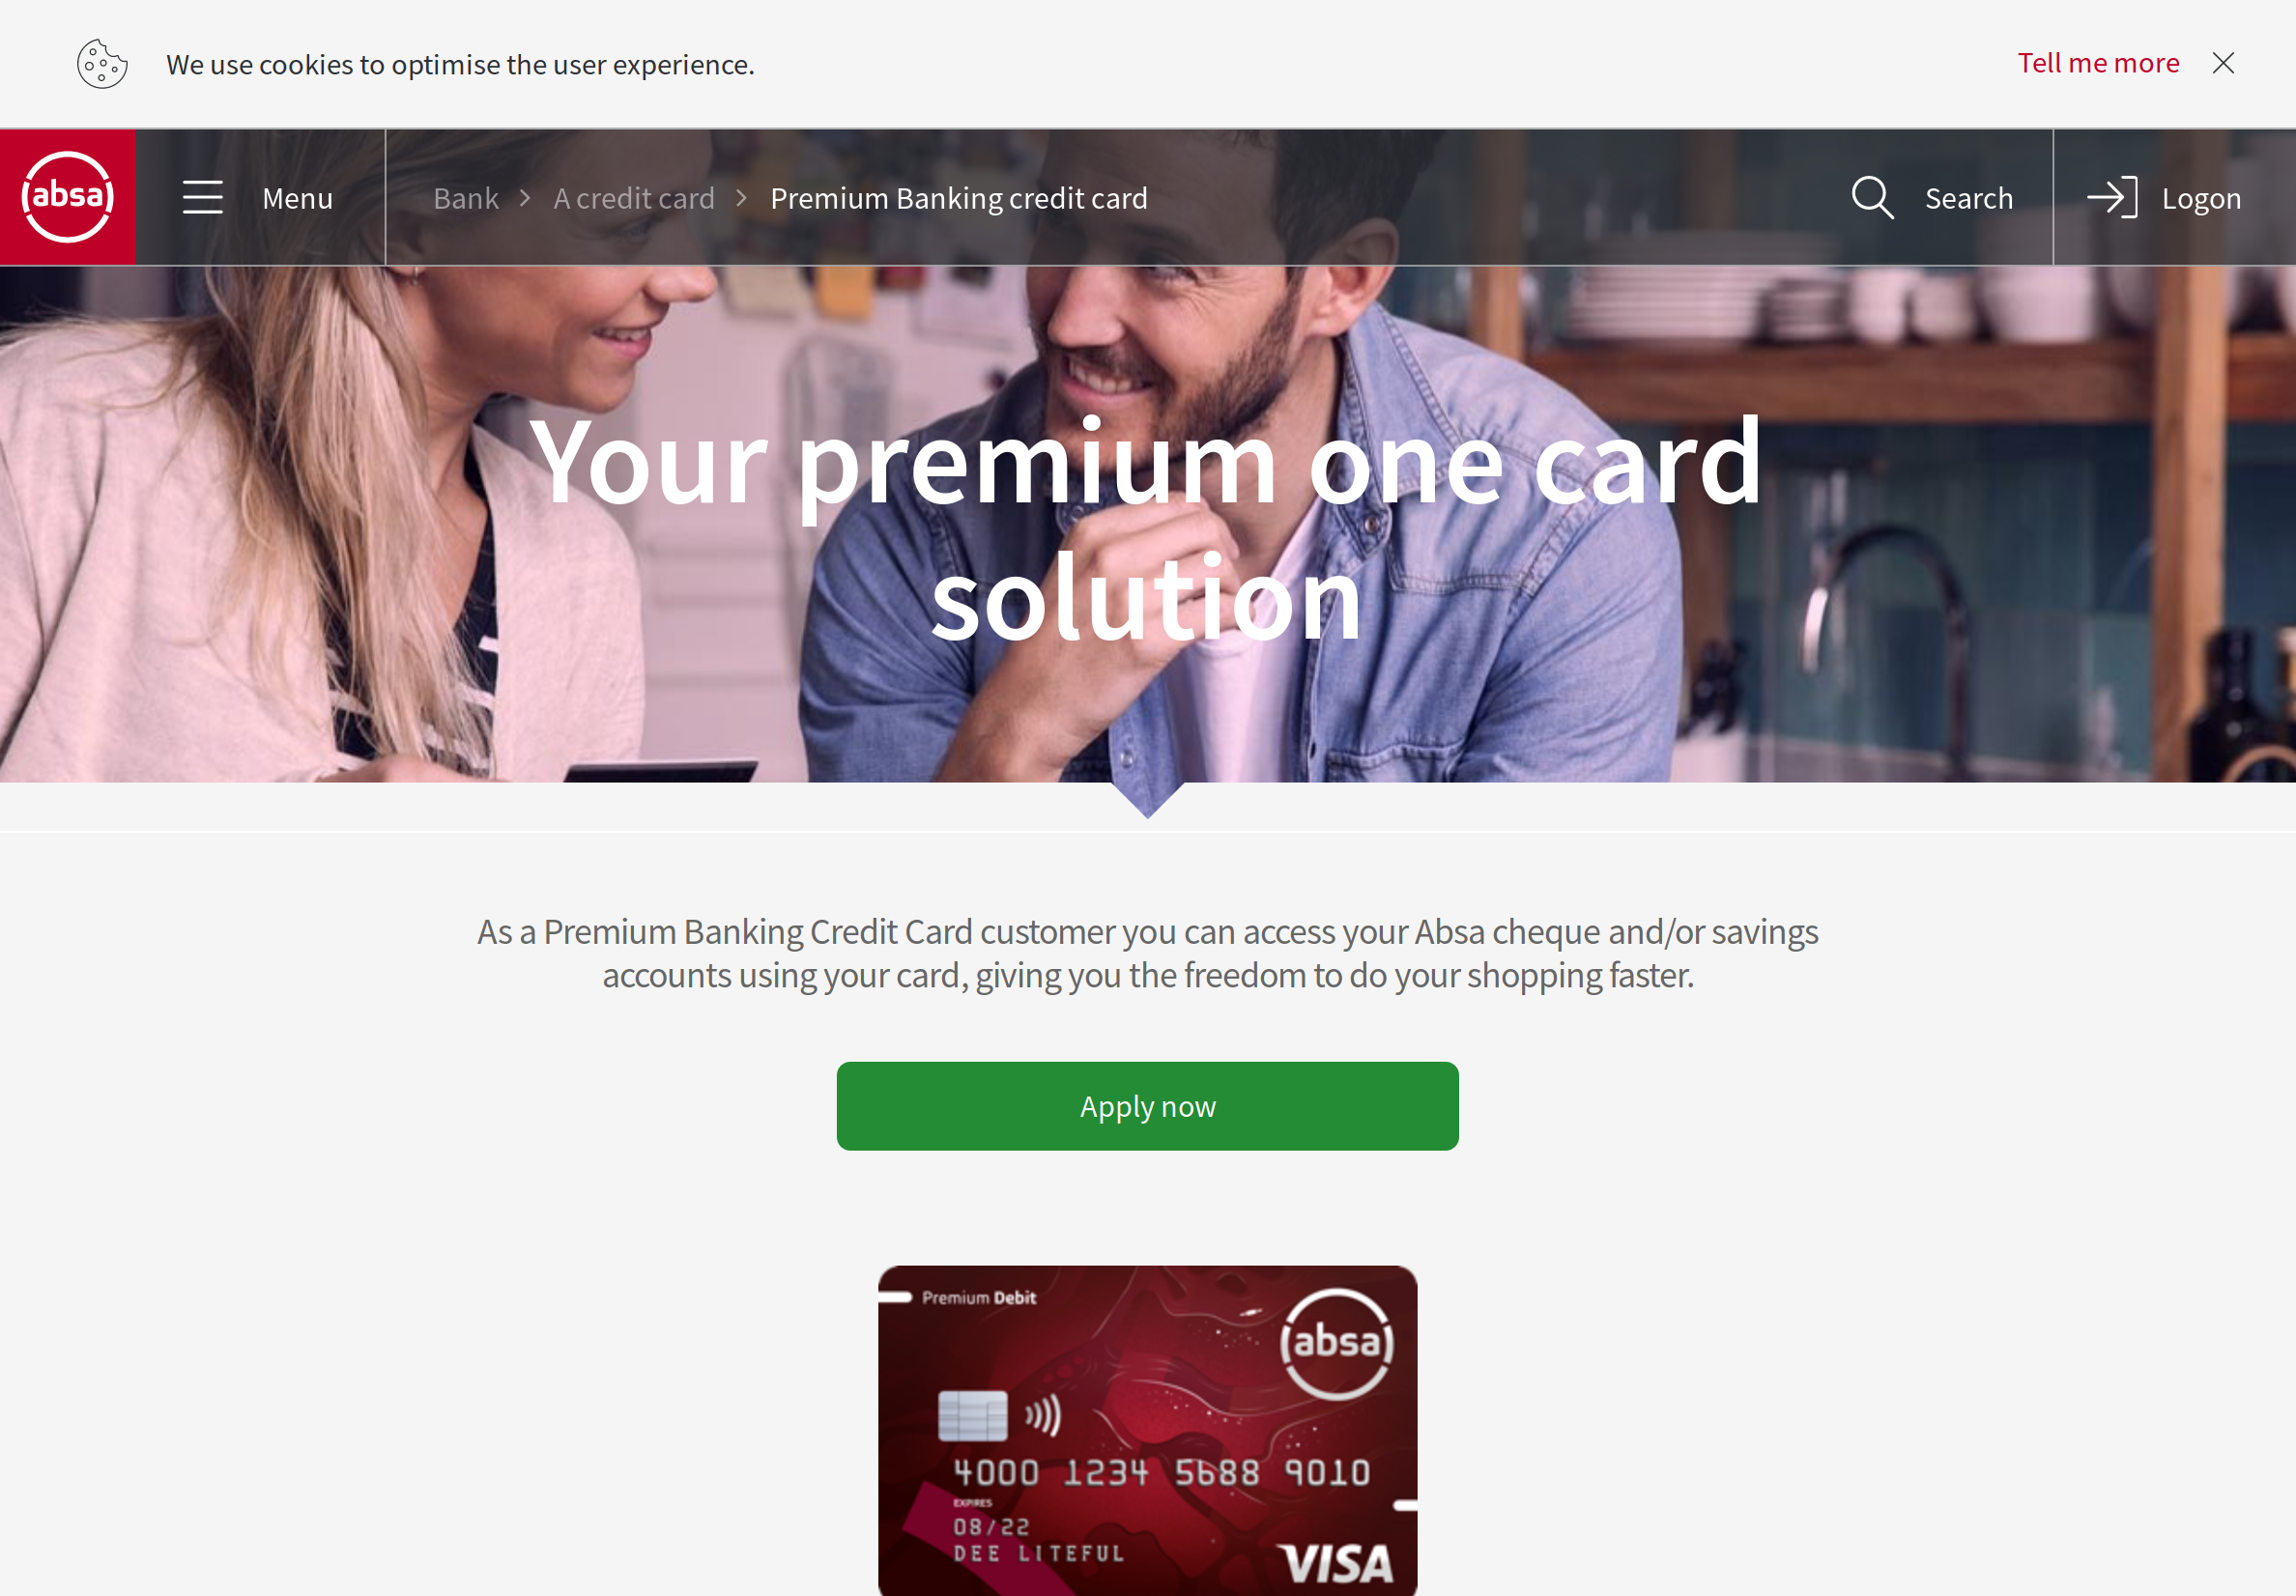 We use cookies to optimise the user experience.
Tell me more
absa
Menu
Bank
A credit card
Premium Banking credit card
Search
Logon
Your premium one card
solution
As a Premium Banking Credit Card customer you can access your Absa cheque and/or savings
accounts using your card, giving you the freedom to do your shopping faster.
Apply now
Premium Debit
absa
4000 1234 5688 9010
EXPIRES
08/22
DEE LITEFUL
VISA